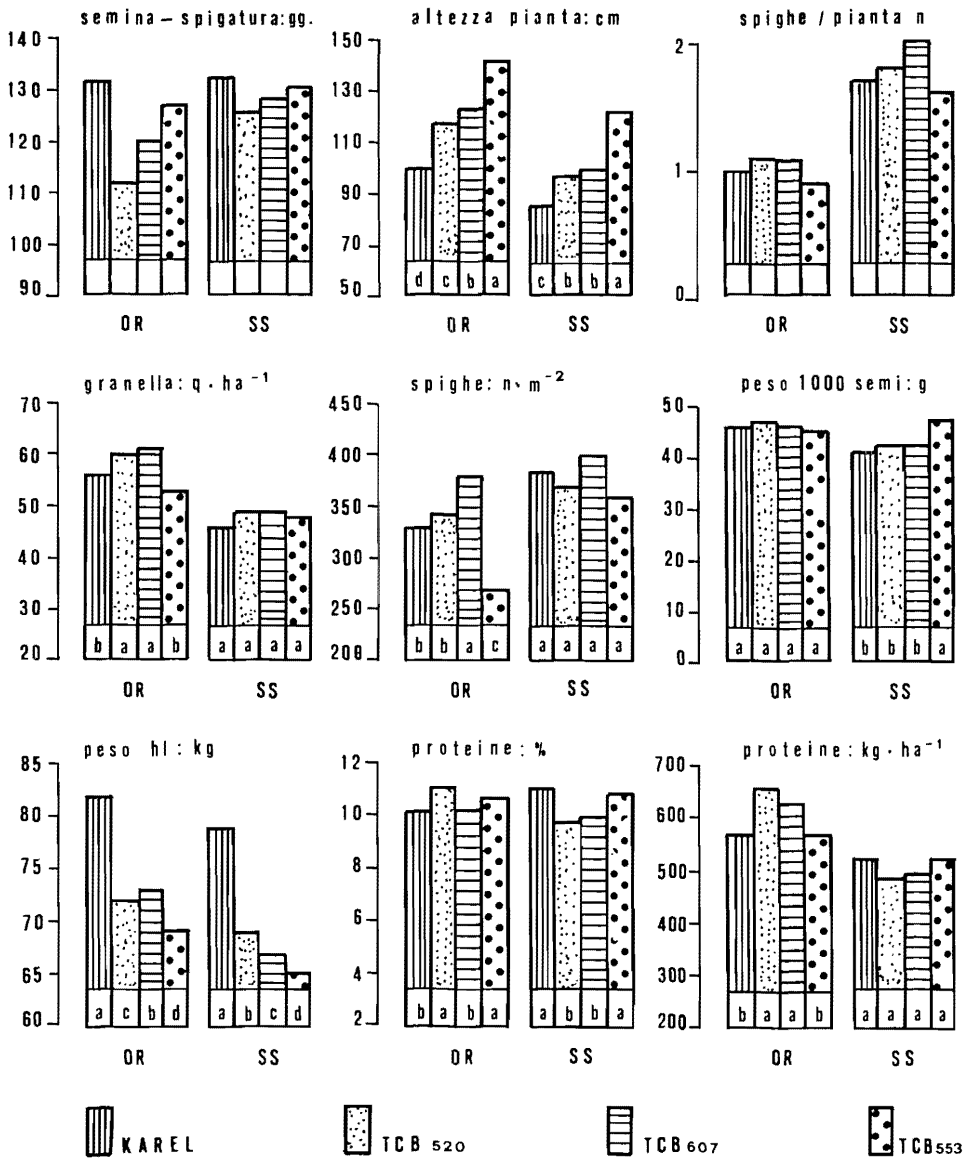 semina – spigatura: gg.
140
130
120
110
100
90
OR SS
altezza pianta: cm
150
130
110
90
70
50
d c b a c b b a
OR SS
spighe / pianta n
2
1
0
OR SS
granella: q · ha⁻¹
70
60
50
40
30
20
b a a b a a a a
OR SS
spighe: n · m⁻²
450
400
350
300
250
200
b b a c a a a a
OR SS
peso 1000 semi: g
50
40
30
20
10
0
a a a a b b b a
OR SS
peso hl: kg
85
80
75
70
65
60
a c b d a b c d
OR SS
proteine: %
12
10
8
6
4
2
b a b a a b b a
OR SS
proteine: kg · ha⁻¹
700
600
500
400
300
200
b a a b a a a a
OR SS
KAREL TCB 520 TCB 607 TCB 553